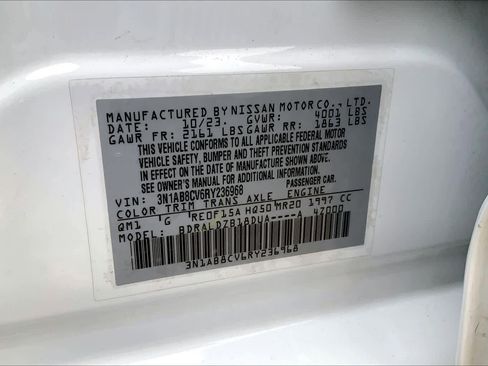 MANUFACTURED BY NISSAN MOTOR CO., LTD.
DATE: 10/23 GVWR: 4001 LBS
GAWR FR: 2161 LBS GAWR RR: 1863 LBS
THIS VEHICLE CONFORMS TO ALL APPLICABLE FEDERAL MOTOR
VEHICLE SAFETY, BUMPER AND THEFT PREVENTION STANDARDS
IN EFFECT ON THE DATE OF MANUFACTURE SHOWN ABOVE.
SEE OWNER'S MANUAL FOR ADDITIONAL INFORMATION.
VIN: 3N1AB8CV6RY236968 PASSENGER CAR.
COLOR TRIM TRANS AXLE ENGINE
QM1 G RE0F15A HQ50 MR20 1997 CC
MODEL: BDRALDZB18DUA----A 4Z000
3N1AB8CV6RY236968